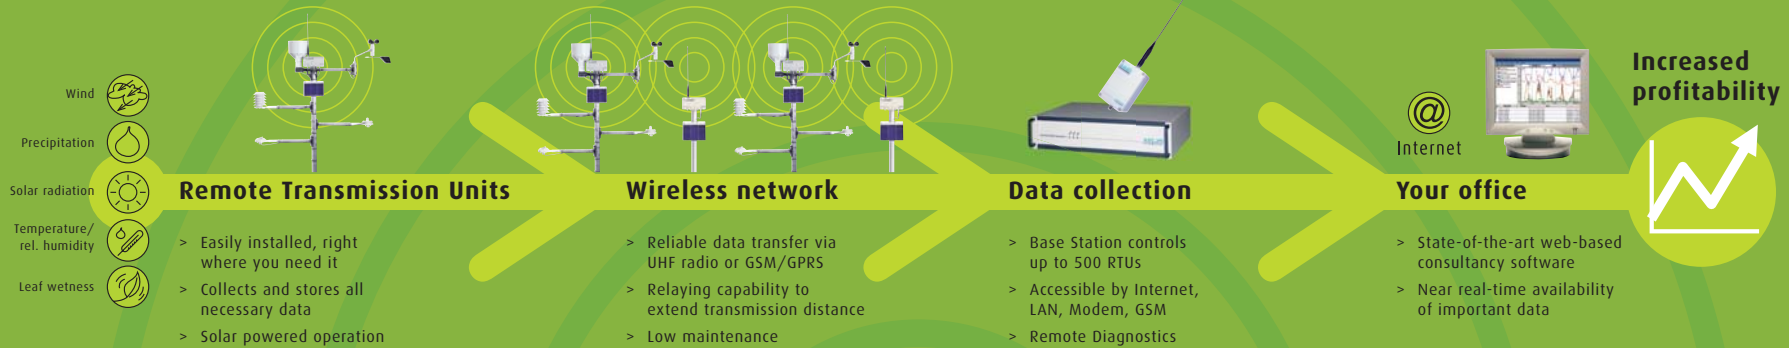 Wind
Precipitation
Solar radiation
Temperature/
rel. humidity
Leaf wetness
Remote Transmission Units
> Easily installed, right
where you need it
> Collects and stores all
necessary data
> Solar powered operation
Wireless network
> Reliable data transfer via
UHF radio or GSM/GPRS
> Relaying capability to
extend transmission distance
> Low maintenance
Data collection
> Base Station controls
up to 500 RTUs
> Accessible by Internet,
LAN, Modem, GSM
> Remote Diagnostics
@
Internet
Your office
> State-of-the-art web-based
consultancy software
> Near real-time availability
of important data
Increased
profitability